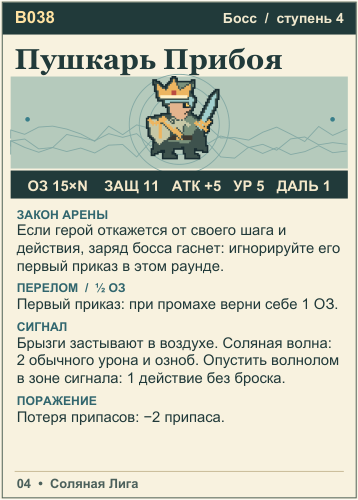 B038
Босс / ступень 4
Пушкарь Прибоя
ОЗ 15×N ЗАЩ 11 АТК +5 УР 5 ДАЛЬ 1
ЗАКОН АРЕНЫ
Если герой откажется от своего шага и
действия, заряд босса гаснет: игнорируйте его
первый приказ в этом раунде.
ПЕРЕЛОМ / ½ ОЗ
Первый приказ: при промахе верни себе 1 ОЗ.
СИГНАЛ
Брызги застывают в воздухе. Соляная волна:
2 обычного урона и озноб. Опустить волнолом
в зоне сигнала: 1 действие без броска.
ПОРАЖЕНИЕ
Потеря припасов: −2 припаса.
04 • Соляная Лига